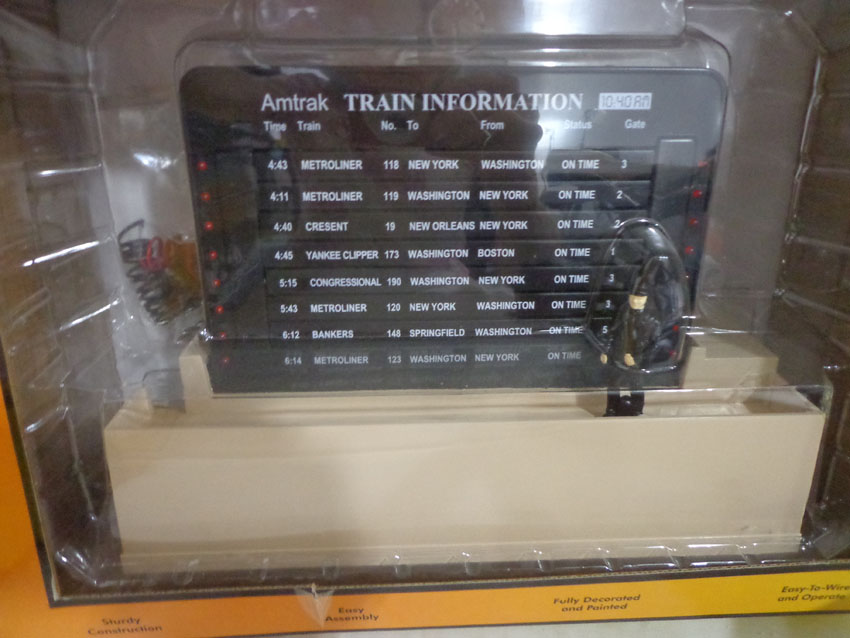 Amtrak TRAIN INFORMATION 10:40 AM
Time Train No. To From Status Gate
4:43 METROLINER 118 NEW YORK WASHINGTON ON TIME 3
4:11 METROLINER 119 WASHINGTON NEW YORK ON TIME 2
4:40 CRESENT 19 NEW ORLEANS NEW YORK ON TIME
4:45 YANKEE CLIPPER 173 WASHINGTON BOSTON ON TIME 1
5:15 CONGRESSIONAL 190 WASHINGTON NEW YORK ON TIME 3
5:43 METROLINER 120 NEW YORK WASHINGTON ON TIME 3
6:12 BANKERS 148 SPRINGFIELD WASHINGTON ON TIME 5
6:14 METROLINER 123 WASHINGTON NEW YORK ON TIME
Sturdy
Construction
Easy
Assembly
Fully Decorated
and Painted
Easy-To-Wire
and Operate